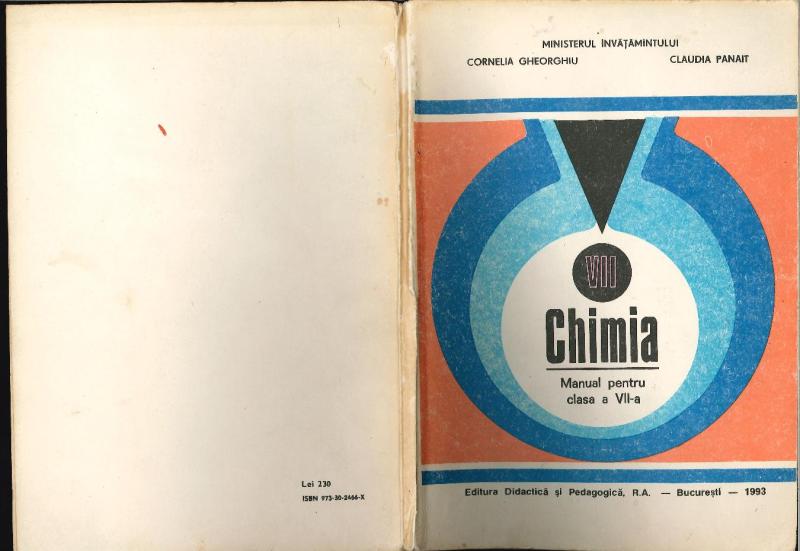 Lei 230
ISBN 973-30-2466-X
MINISTERUL ÎNVĂȚĂMÎNTULUI
CORNELIA GHEORGHIU CLAUDIA PANAIT
VII
Chimia
Manual pentru
clasa a VII-a
Editura Didactică și Pedagogică, R.A. — București — 1993